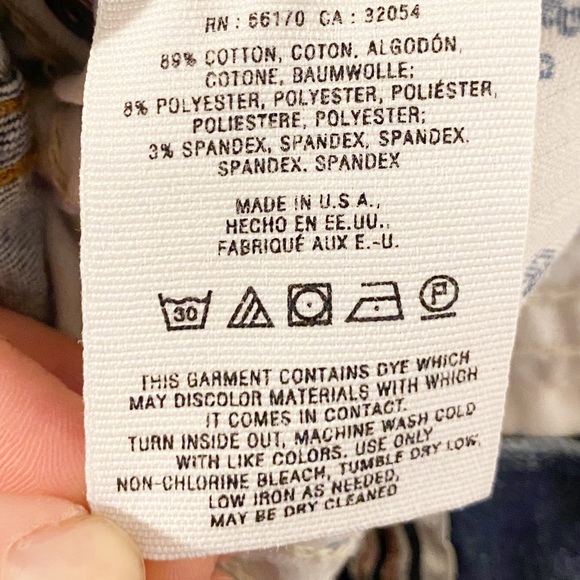 RN : 66170 CA : 32054
89% COTTON, COTON, ALGODÓN,
COTONE, BAUMWOLLE;
8% POLYESTER, POLYESTER, POLIÉSTER,
POLIESTERE, POLYESTER;
3% SPANDEX, SPANDEX, SPANDEX,
SPANDEX, SPANDEX
MADE IN U.S.A.,
HECHO EN EE.UU.,
FABRIQUÉ AUX E.-U.
30 P
THIS GARMENT CONTAINS DYE WHICH
MAY DISCOLOR MATERIALS WITH WHICH
IT COMES IN CONTACT.
TURN INSIDE OUT, MACHINE WASH COLD
WITH LIKE COLORS. USE ONLY
NON-CHLORINE BLEACH, TUMBLE DRY LOW,
LOW IRON AS NEEDED,
MAY BE DRY CLEANED